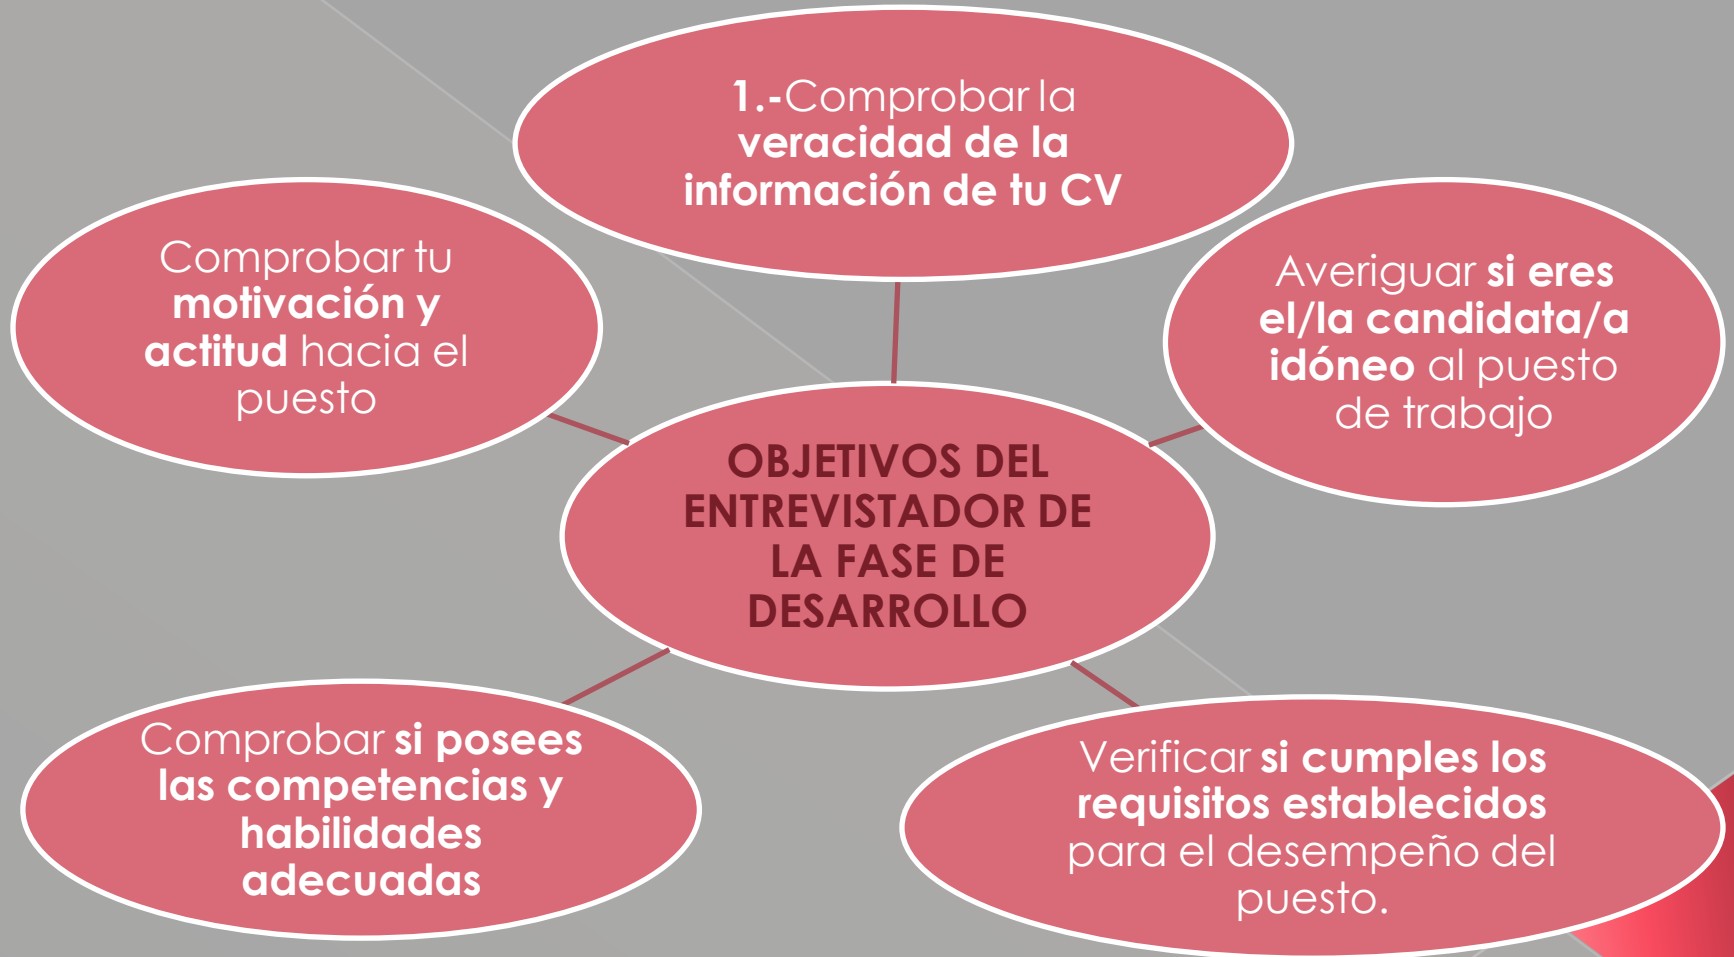 1.-Comprobar la
veracidad de la
información de tu CV
Comprobar tu
motivación y
actitud hacia el
puesto
Averiguar si eres
el/la candidata/a
idóneo al puesto
de trabajo
OBJETIVOS DEL
ENTREVISTADOR DE
LA FASE DE
DESARROLLO
Comprobar si posees
las competencias y
habilidades
adecuadas
Verificar si cumples los
requisitos establecidos
para el desempeño del
puesto.